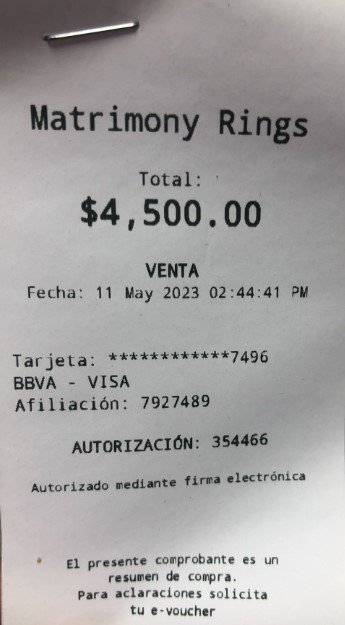 Matrimony Rings
Total:
$4,500.00
VENTA
Fecha: 11 May 2023 02:44:41 PM
Tarjeta: ************7496
BBVA - VISA
Afiliación: 7927489
AUTORIZACIÓN: 354466
Autorizado mediante firma electrónica
El presente comprobante es un
resumen de compra.
Para aclaraciones solicita
tu e-voucher